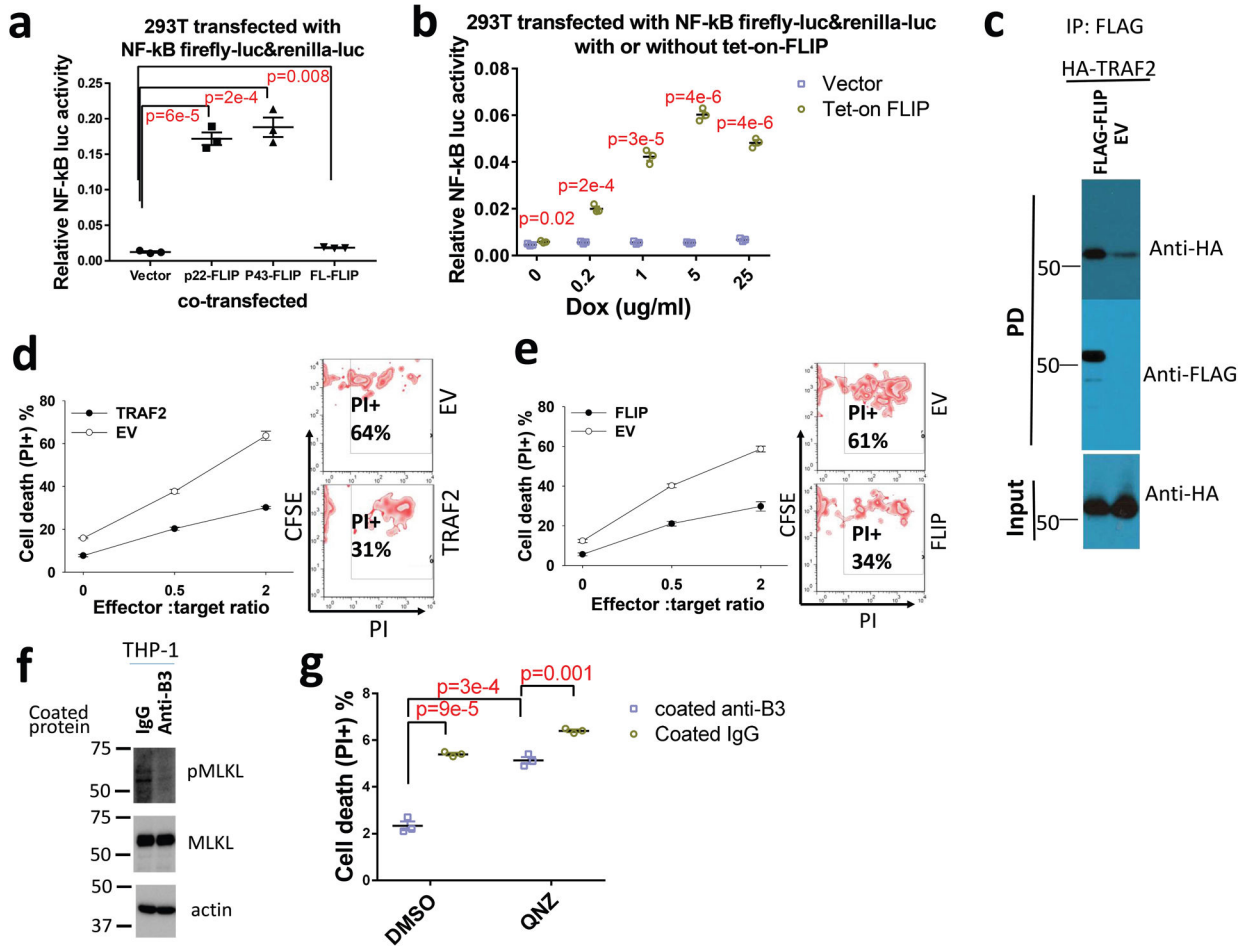 a
293T transfected with
NF-kB firefly-luc&renilla-luc
Relative NF-kB luc activity
0.25
0.20
0.15
0.10
0.05
0.00
p=0.008
p=2e-4
p=6e-5
Vector p22-FLIP P43-FLIP FL-FLIP
co-transfected
b
293T transfected with NF-kB firefly-luc&renilla-luc
with or without tet-on-FLIP
Relative NF-kB luc activity
0.08
0.06
0.04
0.02
0.00
p=0.02
p=2e-4
p=3e-5
p=4e-6
p=4e-6
0 0.2 1 5 25
Dox (ug/ml)
Vector
Tet-on FLIP
c
IP: FLAG
HA-TRAF2
FLAG-FLIP
EV
PD
50
Anti-HA
50
Anti-FLAG
Input
50
Anti-HA
d
Cell death (PI+) %
80
60
40
20
0
TRAF2
EV
0 0.5 2
Effector :target ratio
PI+
64%
EV
PI+
31%
TRAF2
CFSE
PI
e
Cell death (PI+) %
80
60
40
20
0
FLIP
EV
0 0.5 2
Effector :target ratio
PI+
61%
EV
PI+
34%
FLIP
CFSE
PI
f
THP-1
Coated
protein
IgG
Anti-B3
75
50
pMLKL
75
50
MLKL
50
37
actin
g
Cell death (PI+) %
8
6
4
2
0
p=0.001
p=3e-4
p=9e-5
DMSO QNZ
coated anti-B3
Coated IgG